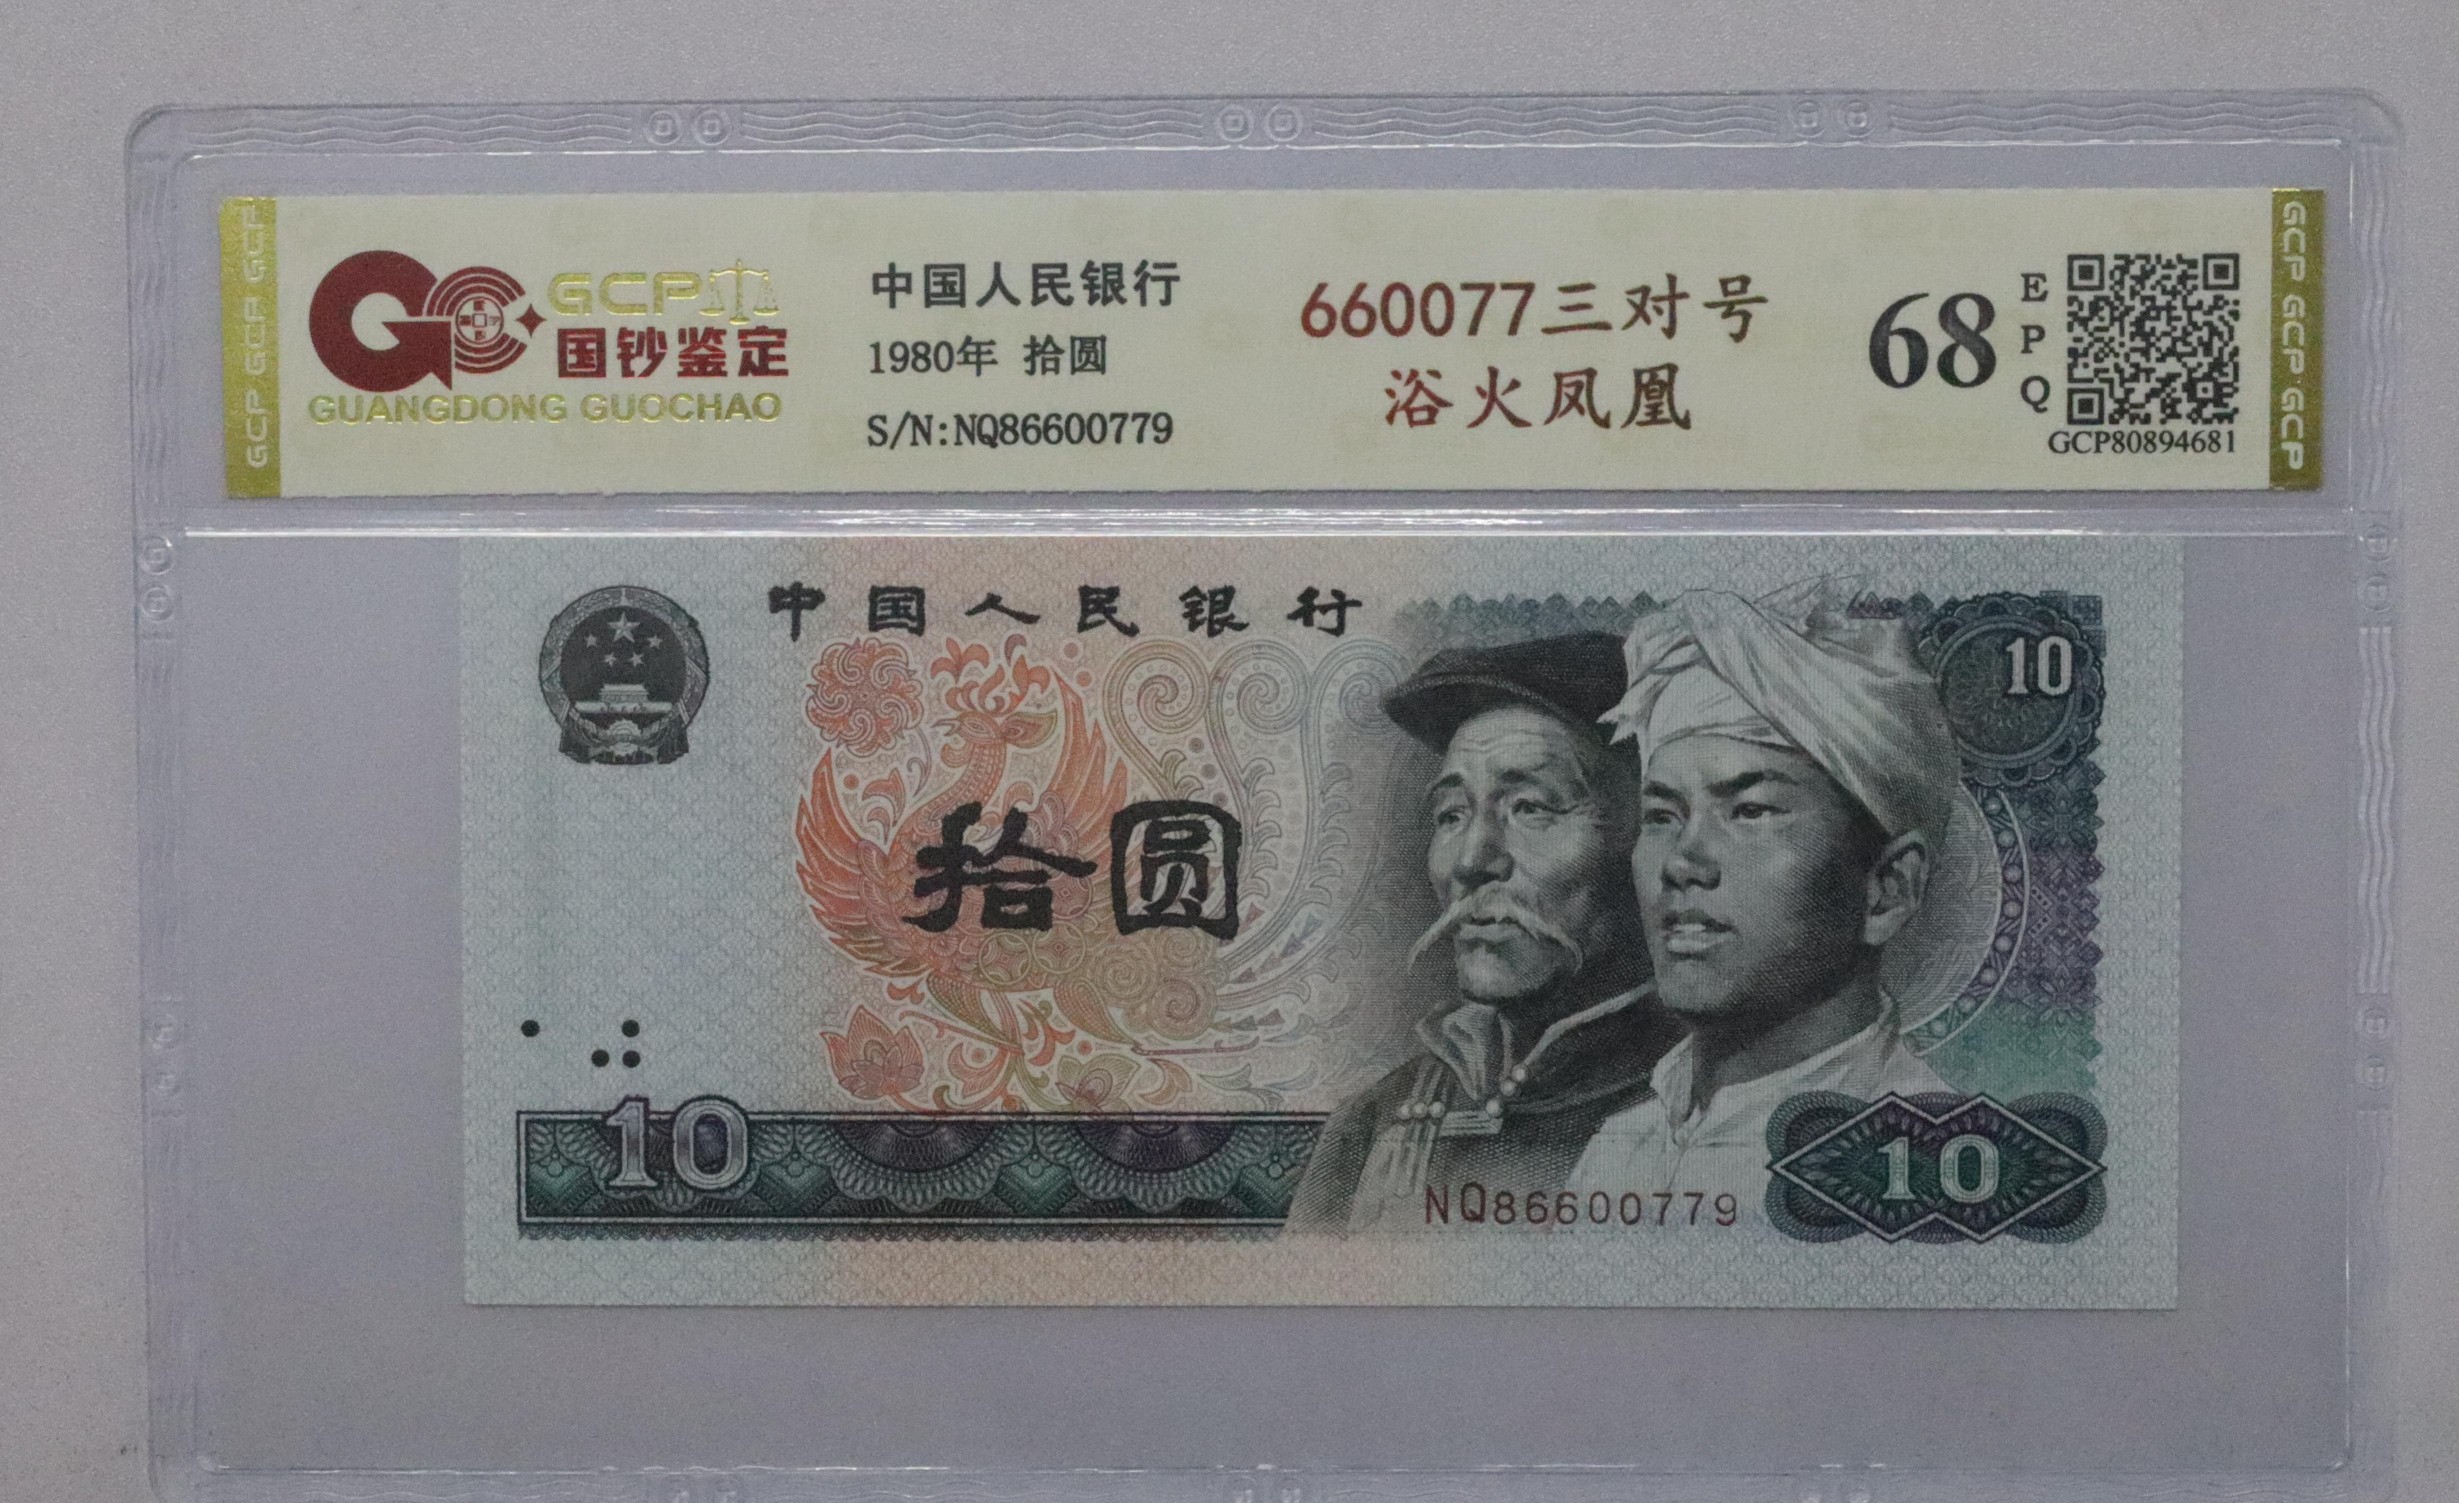 GCP
国钞鉴定
GUANGDONG GUOCHAO
中国人民银行
1980年 拾圆
S/N:NQ86600779
660077三对号
浴火凤凰
68
E
P
Q
GCP80894681
GCP GCP GCP
GCP GCP GCP
中国人民银行
10
拾圆
10
NQ86600779
10